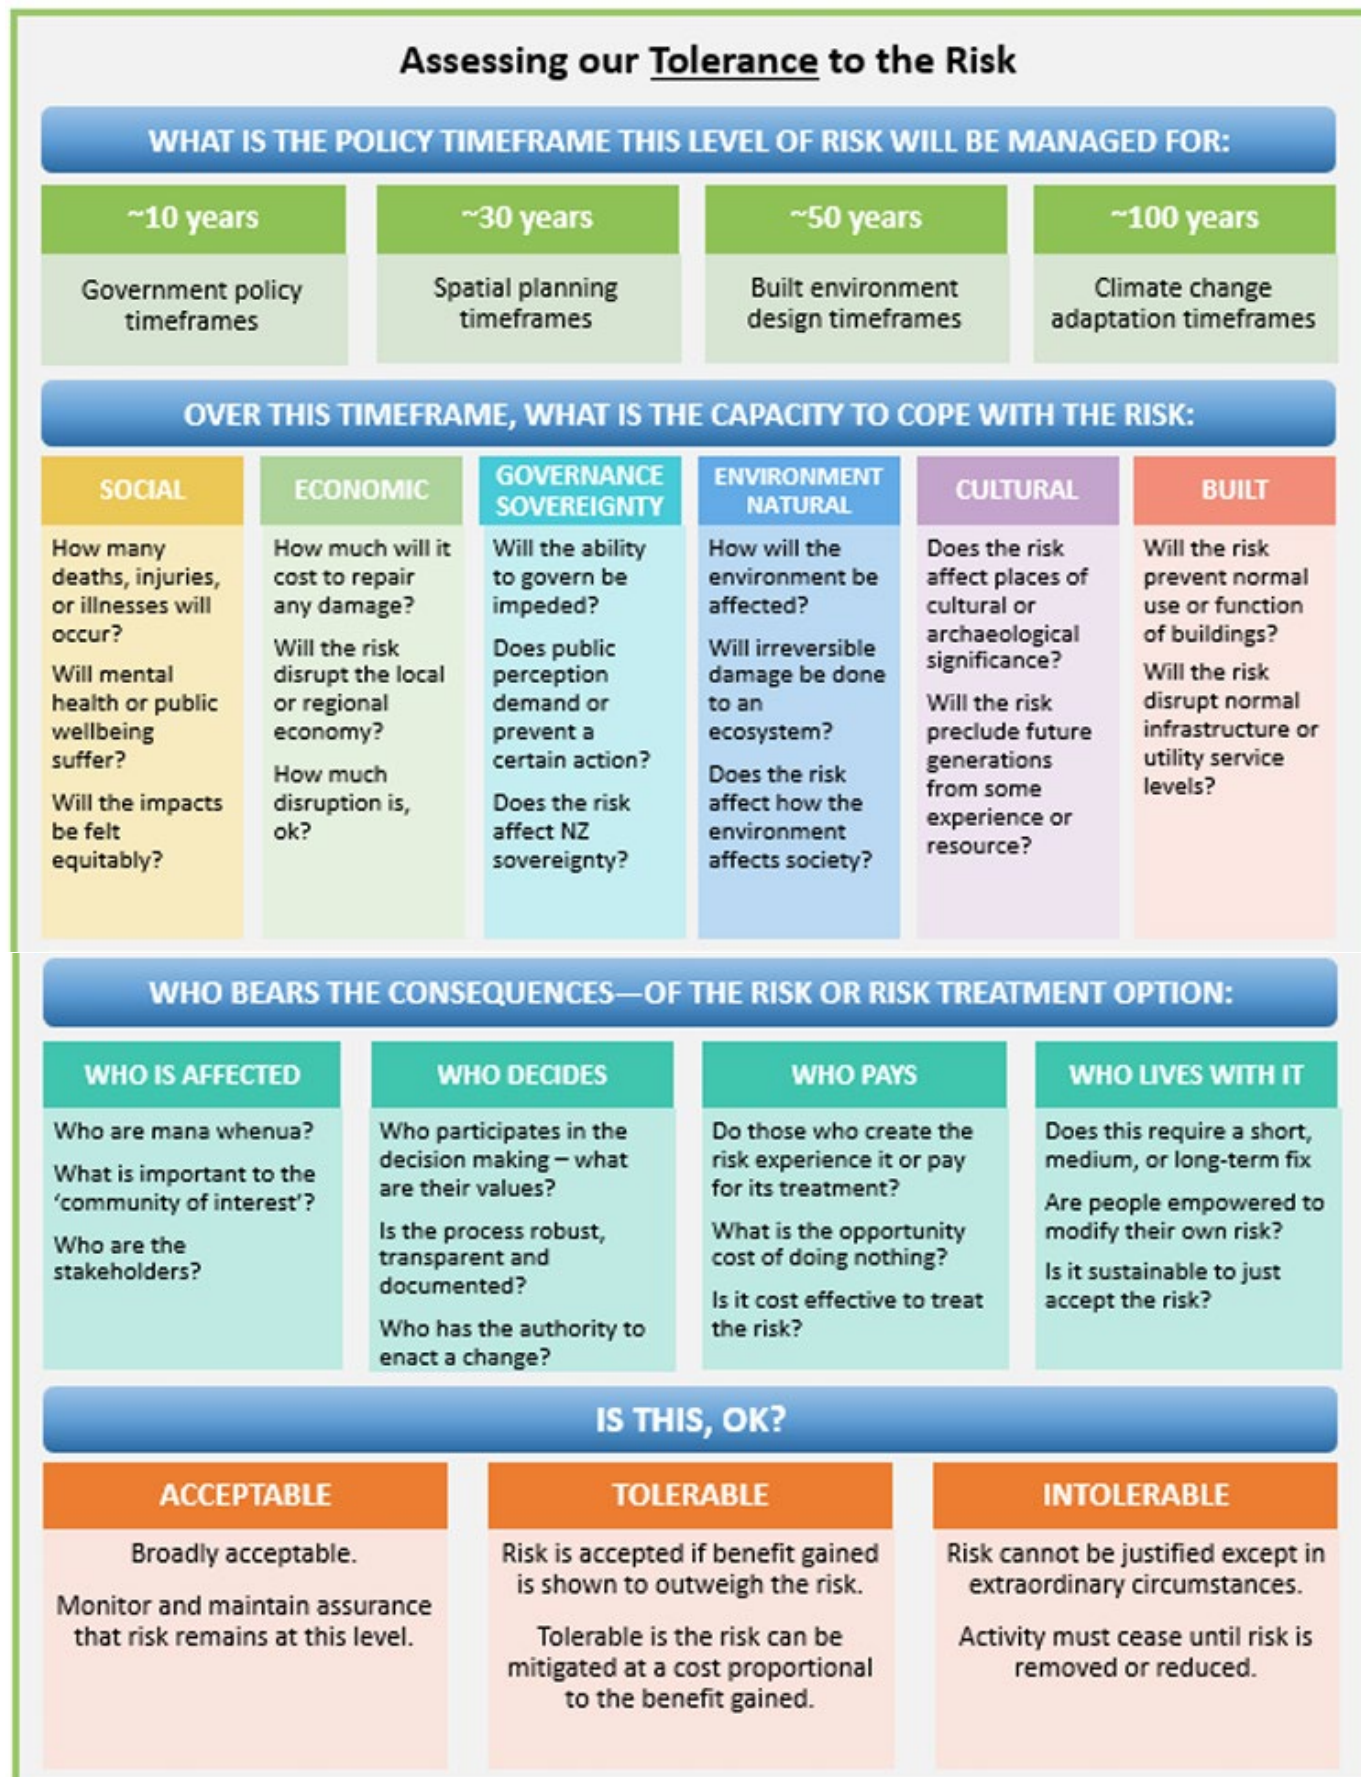 Assessing our Tolerance to the Risk
WHAT IS THE POLICY TIMEFRAME THIS LEVEL OF RISK WILL BE MANAGED FOR:
~10 years
Government policy
timeframes
~30 years
Spatial planning
timeframes
~50 years
Built environment
design timeframes
~100 years
Climate change
adaptation timeframes
OVER THIS TIMEFRAME, WHAT IS THE CAPACITY TO COPE WITH THE RISK:
SOCIAL
How many
deaths, injuries,
or illnesses will
occur?
Will mental
health or public
wellbeing
suffer?
Will the impacts
be felt
equitably?
ECONOMIC
How much will it
cost to repair
any damage?
Will the risk
disrupt the local
or regional
economy?
How much
disruption is,
ok?
GOVERNANCE
SOVEREIGNTY
Will the ability
to govern be
impeded?
Does public
perception
demand or
prevent a
certain action?
Does the risk
affect NZ
sovereignty?
ENVIRONMENT
NATURAL
How will the
environment be
affected?
Will irreversible
damage be done
to an
ecosystem?
Does the risk
affect how the
environment
affects society?
CULTURAL
Does the risk
affect places of
cultural or
archaeological
significance?
Will the risk
preclude future
generations
from some
experience or
resource?
BUILT
Will the risk
prevent normal
use or function
of buildings?
Will the risk
disrupt normal
infrastructure or
utility service
levels?
WHO BEARS THE CONSEQUENCES—OF THE RISK OR RISK TREATMENT OPTION:
WHO IS AFFECTED
Who are mana whenua?
What is important to the
‘community of interest’?
Who are the
stakeholders?
WHO DECIDES
Who participates in the
decision making – what
are their values?
Is the process robust,
transparent and
documented?
Who has the authority to
enact a change?
WHO PAYS
Do those who create the
risk experience it or pay
for its treatment?
What is the opportunity
cost of doing nothing?
Is it cost effective to treat
the risk?
WHO LIVES WITH IT
Does this require a short,
medium, or long-term fix
Are people empowered to
modify their own risk?
Is it sustainable to just
accept the risk?
IS THIS, OK?
ACCEPTABLE
Broadly acceptable.
Monitor and maintain assurance
that risk remains at this level.
TOLERABLE
Risk is accepted if benefit gained
is shown to outweigh the risk.
Tolerable is the risk can be
mitigated at a cost proportional
to the benefit gained.
INTOLERABLE
Risk cannot be justified except in
extraordinary circumstances.
Activity must cease until risk is
removed or reduced.